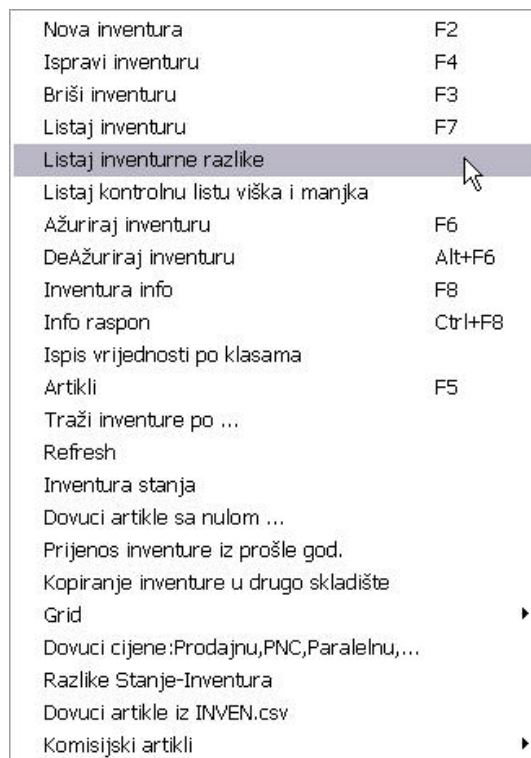 Nova inventura F2
Ispravi inventuru F4
Briši inventuru F3
Listaj inventuru F7
Listaj inventurne razlike
Listaj kontrolnu listu viška i manjka
Ažuriraj inventuru F6
DeAžuriraj inventuru Alt+F6
Inventura info F8
Info raspon Ctrl+F8
Ispis vrijednosti po klasama
Artikli F5
Traži inventure po ...
Refresh
Inventura stanja
Dovuci artikle sa nulom ...
Prijenos inventure iz prošle god.
Kopiranje inventure u drugo skladište
Grid
Dovuci cijene:Prodajnu,PNC,Paralelnu,...
Razlike Stanje-Inventura
Dovuci artikle iz INVEN.csv
Komisijski artikli